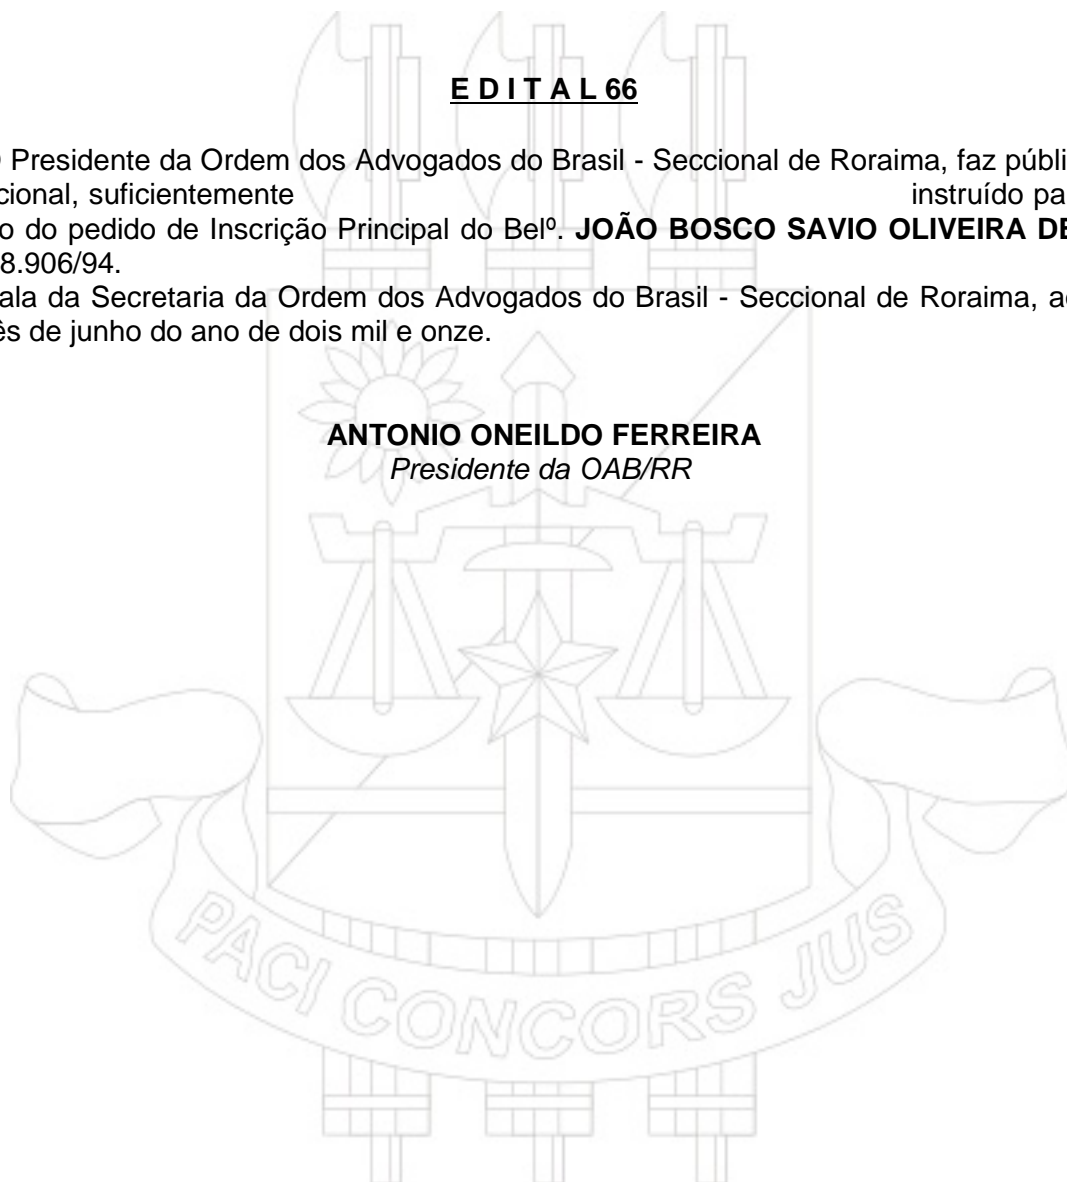 E D I T A L 66
Presidente da Ordem dos Advogados do Brasil - Seccional de Roraima, faz públi
cional, suficientemente instruído pa
o do pedido de Inscrição Principal do Belº. JOÃO BOSCO SAVIO OLIVEIRA DE
8.906/94.
ala da Secretaria da Ordem dos Advogados do Brasil - Seccional de Roraima, a
ês de junho do ano de dois mil e onze.
ANTONIO ONEILDO FERREIRA
Presidente da OAB/RR
PACI CONCORS JUS